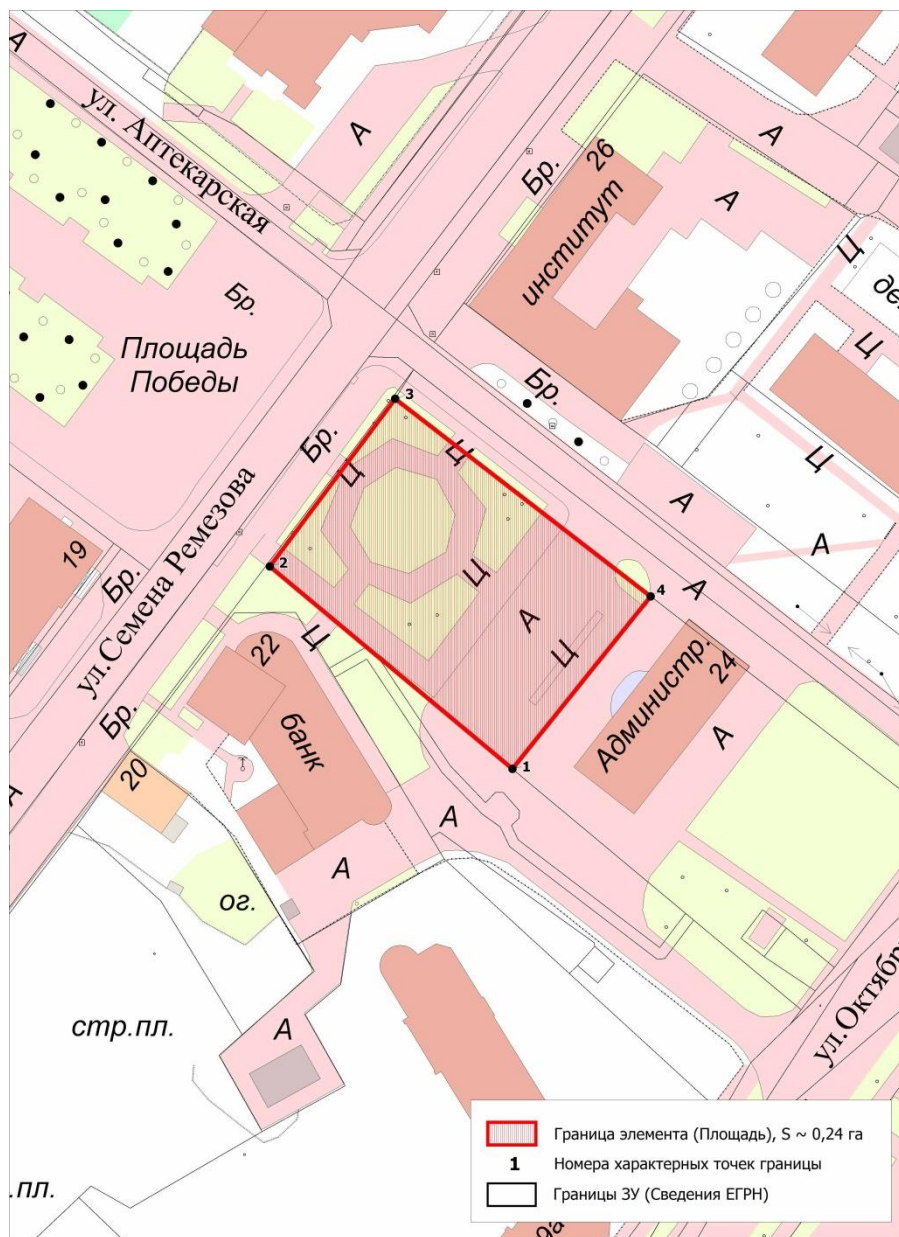 А
ул. Аптекарская
А
А
Бр.
26
институт
А
Ц
де
Ц
Бр.
Площадь
Победы
Бр.
3
Бр.
Ц
Ц
Ц
А
А
ул.Семена Ремезова
19
Бр.
2
Ц
А
Ц
4
А
22
банк
Администр.
24
А
Бр.
20
А
1
А
А
ог.
стр.пл.
А
ул.Октябр
.пл.
Граница элемента (Площадь), S ~ 0,24 га
1 Номера характерных точек границы
Границы ЗУ (Сведения ЕГРН)